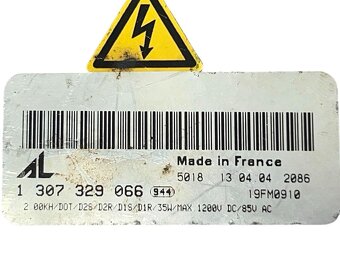 Made in France
AL
5018 13 04.04 2086
1 307 329 066 944
19FM0910
2 00KH/DOT/D2S/D2R/D1S/D1R/35W/MAX 1200V DC/85V AC